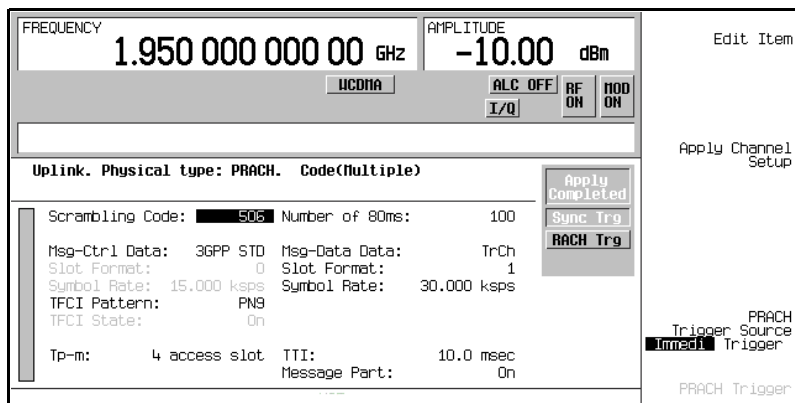 FREQUENCY
1.950 000 000 00 GHz
AMPLITUDE
-10.00 dBm
WCDMA
ALC OFF
I/Q
RF ON
MOD ON
Uplink. Physical type: PRACH. Code(Multiple)
Apply Completed
Sync Trg
RACH Trg
Scrambling Code: 506 Number of 80ms: 100
Msg-Ctrl Data: 3GPP STD Msg-Data Data: TrCh
Slot Format: 0 Slot Format: 1
Symbol Rate: 15.000 ksps Symbol Rate: 30.000 ksps
TFCI Pattern: PN9
TFCI State: On
Tp-m: 4 access slot TTI: 10.0 msec
Message Part: On
Edit Item
Apply Channel
Setup
PRACH
Trigger Source
Immedi Trigger
PRACH Trigger